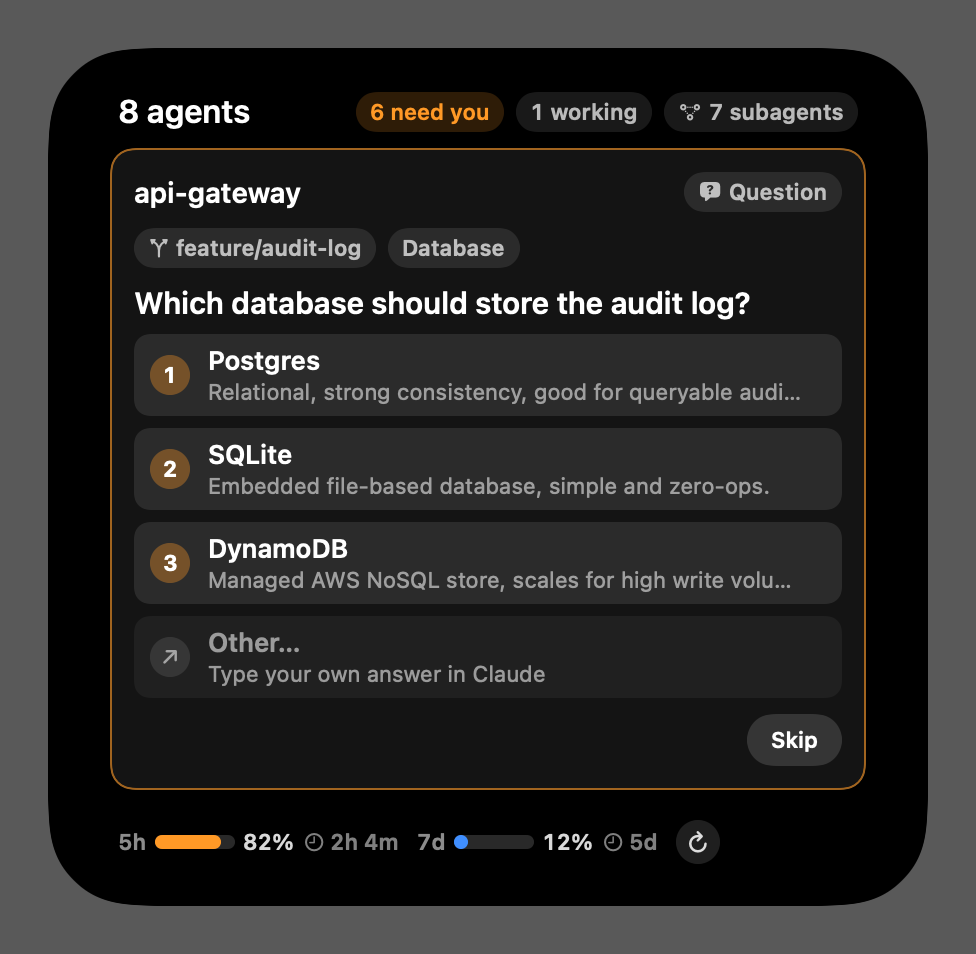 8 agents
6 need you
1 working
7 subagents
api-gateway
Question
feature/audit-log
Database
Which database should store the audit log?
1
Postgres
Relational, strong consistency, good for queryable audi...
2
SQLite
Embedded file-based database, simple and zero-ops.
3
DynamoDB
Managed AWS NoSQL store, scales for high write volu...
Other...
Type your own answer in Claude
Skip
5h 82% 2h 4m 7d 12% 5d